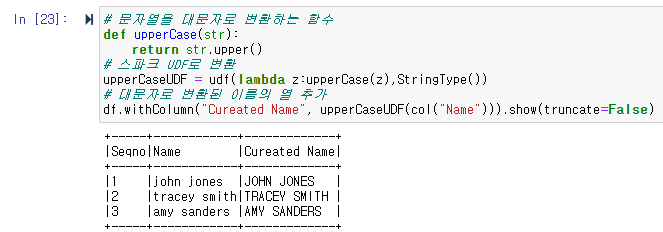 In [23]:
# 문자열을 대문자로 변환하는 함수
def upperCase(str):
    return str.upper()
# 스파크 UDF로 변환
upperCaseUDF = udf(lambda z:upperCase(z),StringType())
# 대문자로 변환된 이름의 열 추가
df.withColumn("Cureated Name", upperCaseUDF(col("Name"))).show(truncate=False)
+-----+------------+-------------+
|Seqno|Name        |Cureated Name|
+-----+------------+-------------+
|1    |john jones  |JOHN JONES   |
|2    |tracey smith|TRACEY SMITH |
|3    |amy sanders |AMY SANDERS  |
+-----+------------+-------------+